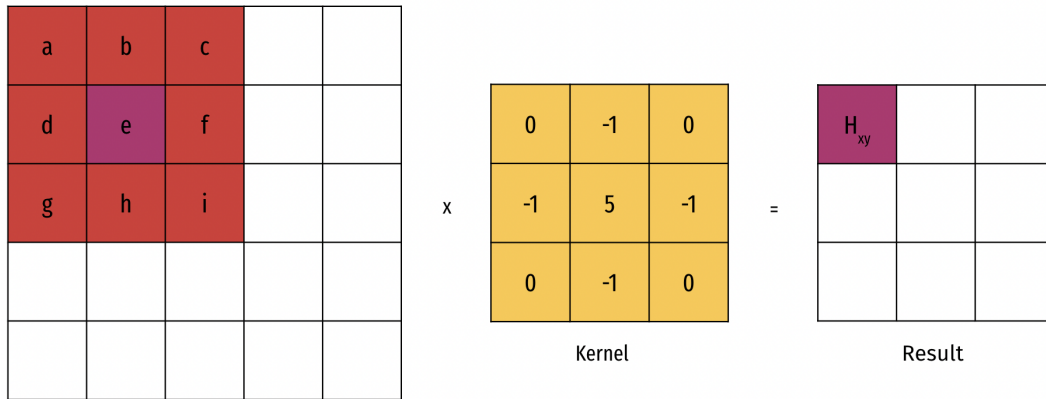 a b c
d e f
g h i
x
0 -1 0
-1 5 -1
0 -1 0
Kernel
=
Hxy
Result